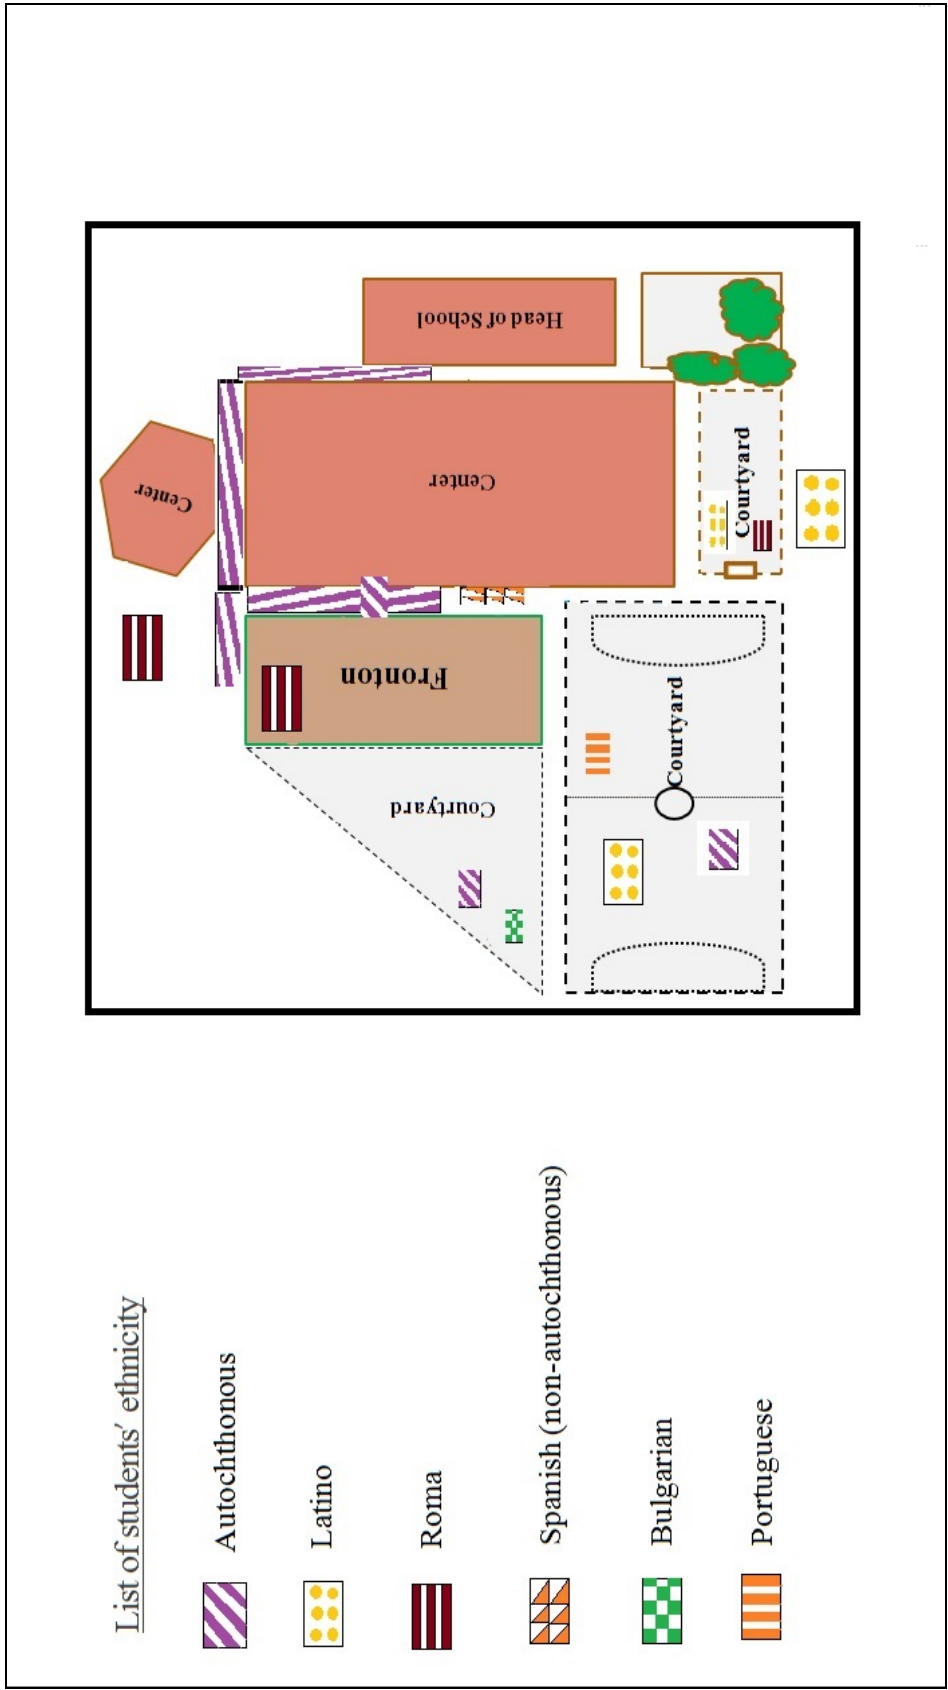 List of students' ethnicity
Autochthonous
Latino
Roma
Spanish (non-autochthonous)
Bulgarian
Portuguese
Center
Head of School
Center
Courtyard
Fronton
Courtyard
Courtyard